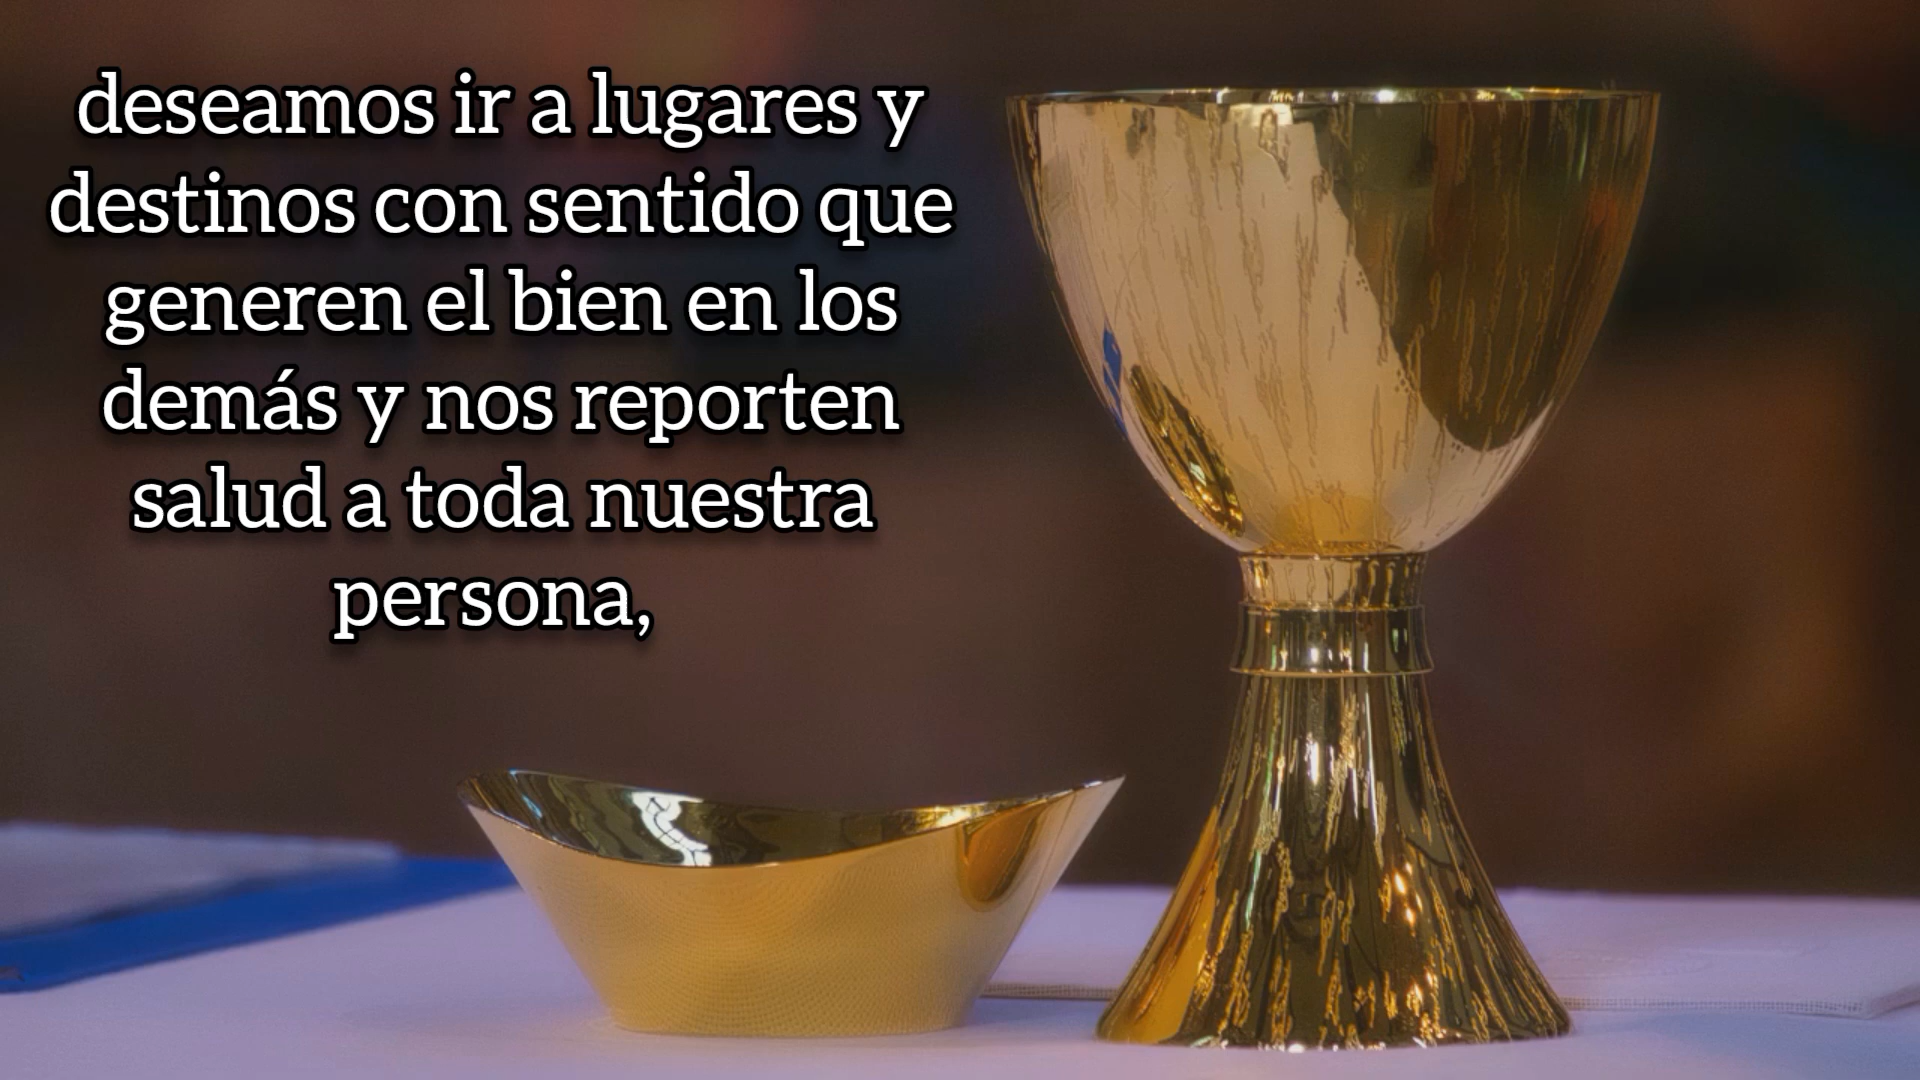 deseamos ir a lugares y
destinos con sentido que
generen el bien en los
demás y nos reporten
salud a toda nuestra
persona,